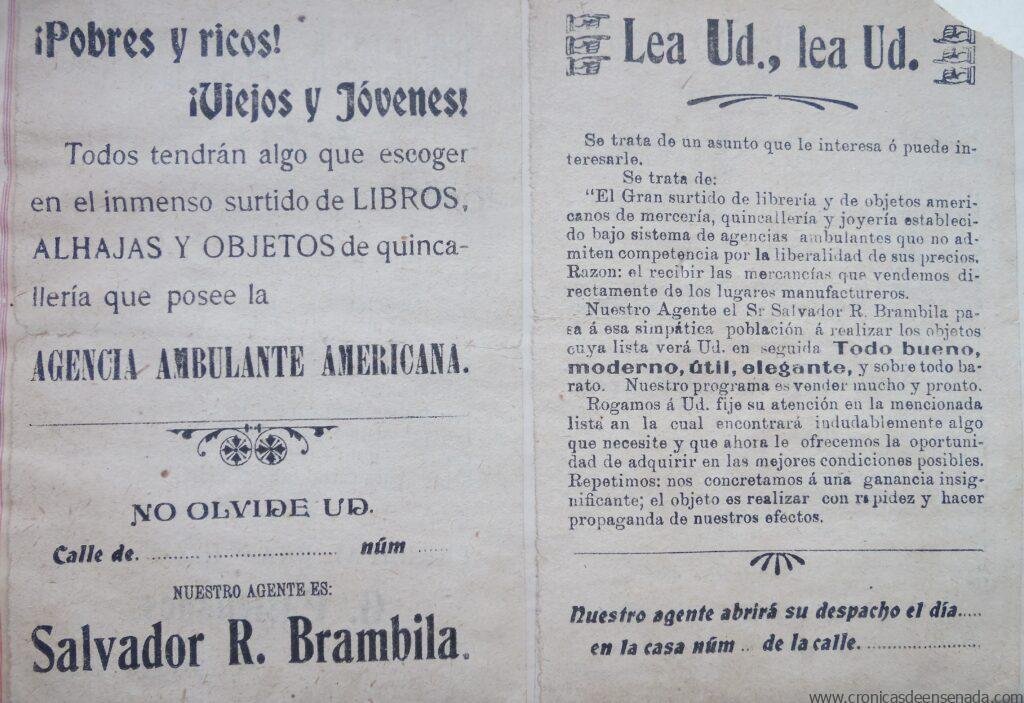 ¡Pobres y ricos!
¡Viejos y Jóvenes!
Todos tendrán algo que escoger
en el inmenso surtido de LIBROS,
ALHAJAS Y OBJETOS de quinca-
llería que posee la
AGENCIA AMBULANTE AMERICANA.
NO OLVIDE UD.
Calle de. .......................... núm ......
NUESTRO AGENTE ES:
Salvador R. Brambila.
Lea Ud., lea Ud.
Se trata de un asunto que le interesa ó puede in-
teresarle.
Se trata de:
"El Gran surtido de librería y de objetos ameri-
canos de mercería, quincallería y joyería estableci-
do bajo sistema de agencias ambulantes que no ad-
miten competencia por la liberalidad de sus precios.
Razon: el recibir las mercancías que vendemos di-
rectamente de los lugares manufactureros.
Nuestro Agente el Sr Salvador R. Brambila pa-
sa á esa simpática población á realizar los objetos
cuya lista verá Ud. en seguida Todo bueno,
moderno, útil, elegante, y sobre todo ba-
rato. Nuestro programa es vender mucho y pronto.
Rogamos á Ud. fije su atención en la mencionada
lista an la cual encontrará indudablemente algo
que necesite y que ahora le ofrecemos la oportuni-
dad de adquirir en las mejores condiciones posibles.
Repetimos: nos concretamos á una ganancia insig-
nificante; el objeto es realizar con rapidez y hacer
propaganda de nuestros efectos.
Nuestro agente abrirá su despacho el día.....
en la casa núm .. de la calle. ......................
www.cronicasdeensenada.com